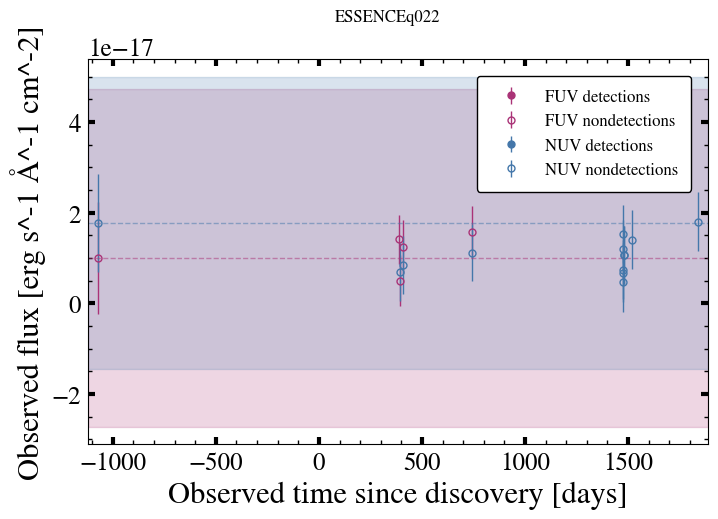 ESSENCEq022
1e−17
Observed flux [erg s^-1 Å^-1 cm^-2]
4
2
0
−2
FUV detections
FUV nondetections
NUV detections
NUV nondetections
−1000 −500 0 500 1000 1500
Observed time since discovery [days]